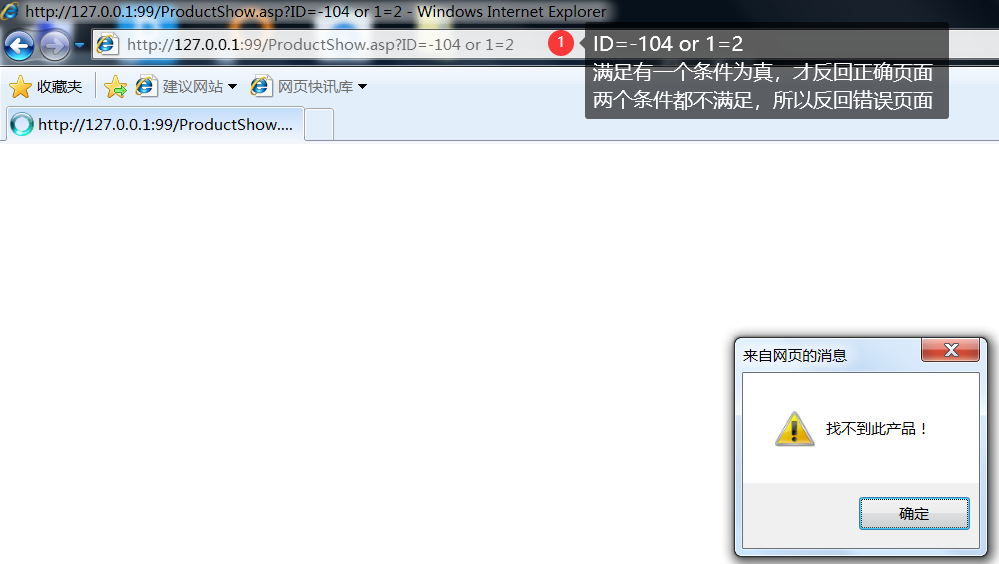 http://127.0.0.1:99/ProductShow.asp?ID=-104 or 1=2 - Windows Internet Explorer
http://127.0.0.1:99/ProductShow.asp?ID=-104 or 1=2
1
ID=-104 or 1=2
满足有一个条件为真，才反回正确页面
两个条件都不满足，所以反回错误页面
收藏夹
建议网站
网页快讯库
http://127.0.0.1:99/ProductShow....
来自网页的消息
找不到此产品！
确定